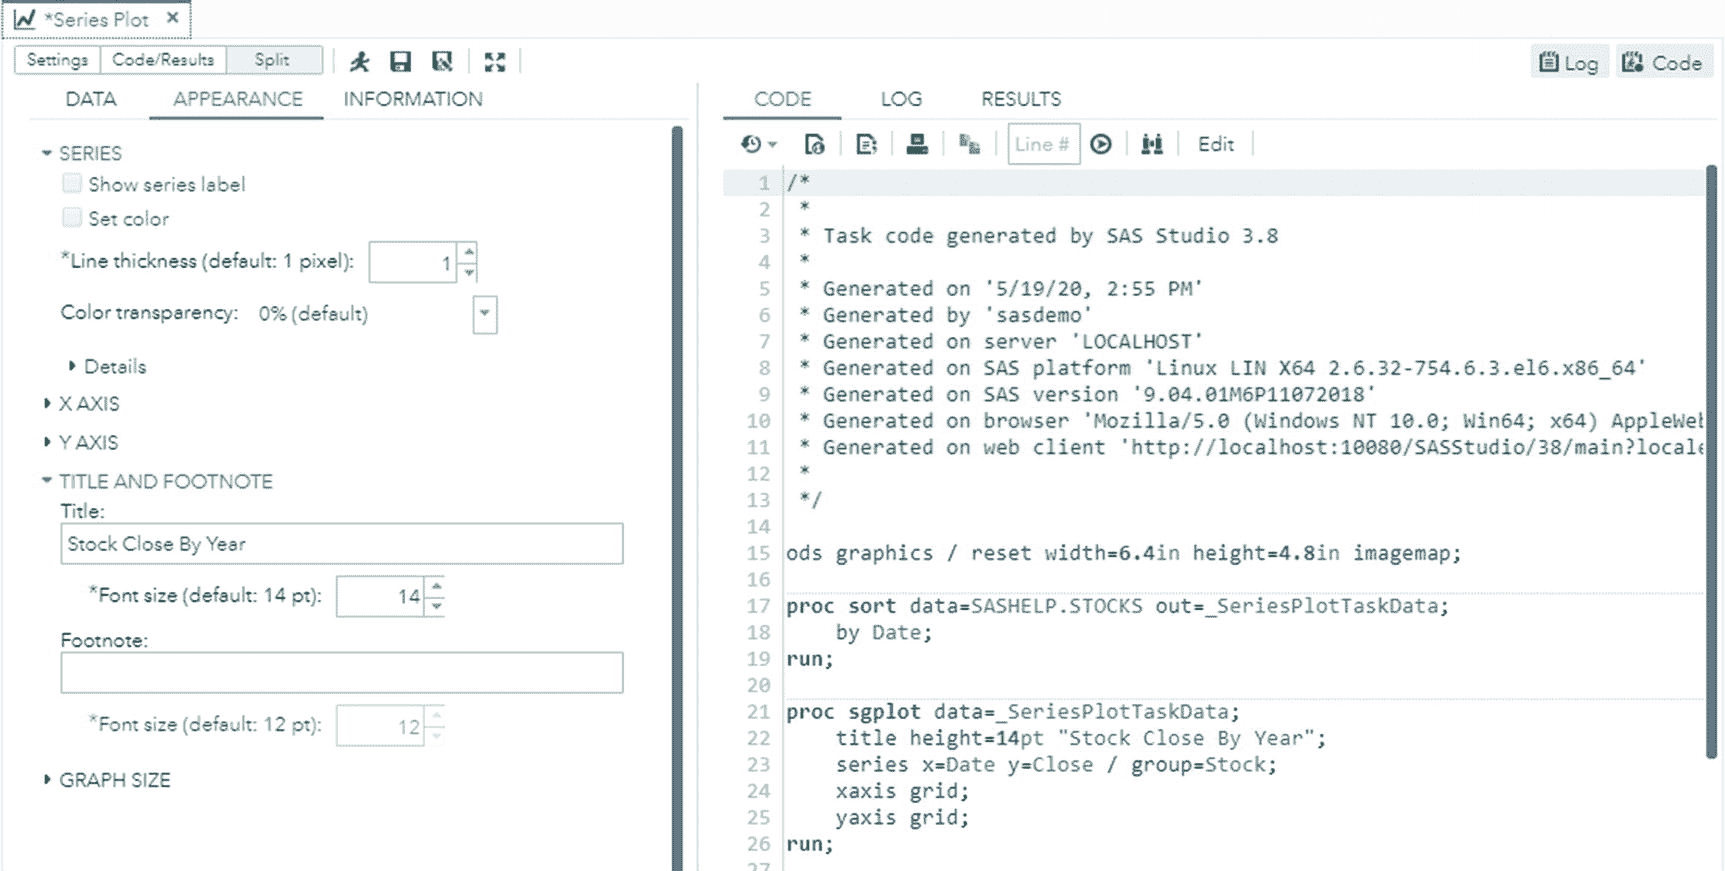 *Series Plot ×
Settings Code/Results Split Log Code
DATA APPEARANCE INFORMATION
SERIES
Show series label
Set color
*Line thickness (default: 1 pixel): 1
Color transparency: 0% (default)
Details
X AXIS
Y AXIS
TITLE AND FOOTNOTE
Title:
Stock Close By Year
*Font size (default: 14 pt): 14
Footnote:
*Font size (default: 12 pt): 12
GRAPH SIZE
CODE LOG RESULTS
Line # Edit
1 /*
2 *
3 * Task code generated by SAS Studio 3.8
4 *
5 * Generated on '5/19/20, 2:55 PM'
6 * Generated by 'sasdemo'
7 * Generated on server 'LOCALHOST'
8 * Generated on SAS platform 'Linux LIN X64 2.6.32-754.6.3.el6.x86_64'
9 * Generated on SAS version '9.04.01M6P11072018'
10 * Generated on browser 'Mozilla/5.0 (Windows NT 10.0; Win64; x64) AppleWeb
11 * Generated on web client 'http://localhost:10080/SASStudio/38/main?locale
12 *
13 */
14
15 ods graphics / reset width=6.4in height=4.8in imagemap;
16
17 proc sort data=SASHELP.STOCKS out=_SeriesPlotTaskData;
18 by Date;
19 run;
20
21 proc sgplot data=_SeriesPlotTaskData;
22 title height=14pt "Stock Close By Year";
23 series x=Date y=Close / group=Stock;
24 xaxis grid;
25 yaxis grid;
26 run;
27